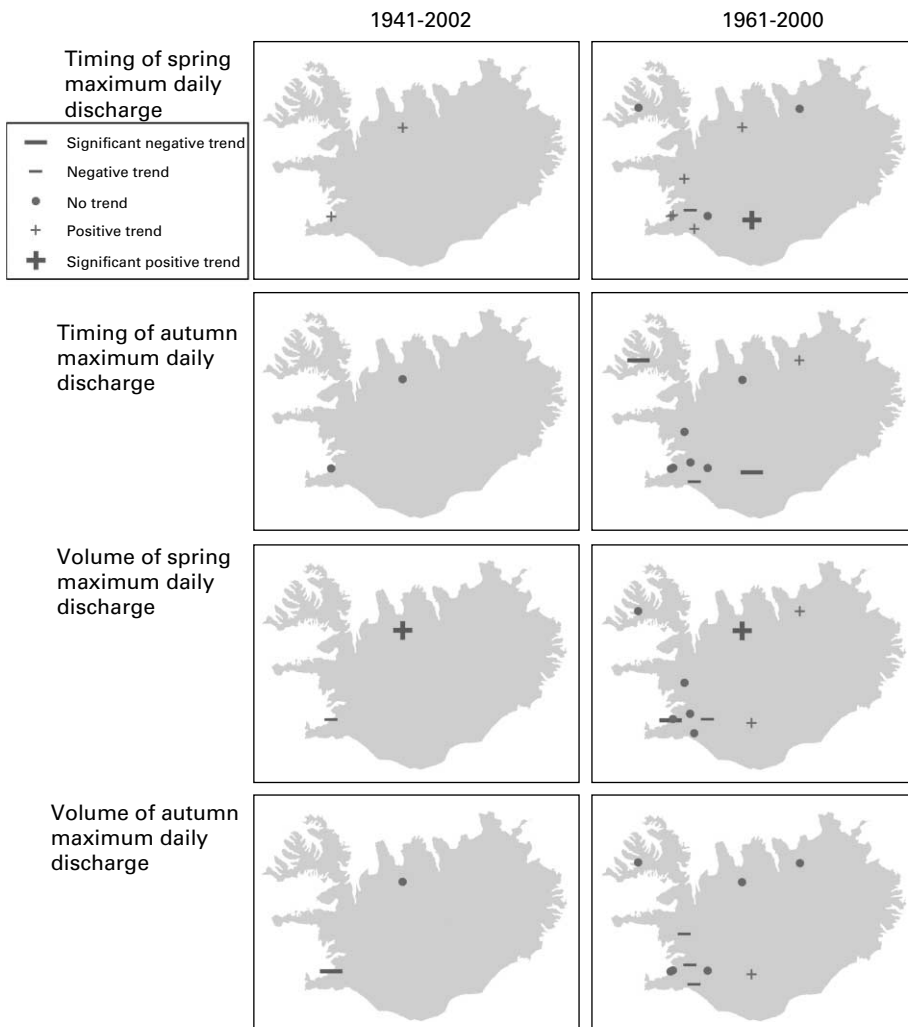 1941-2002
1961-2000
Timing of spring
maximum daily
discharge
Significant negative trend
Negative trend
No trend
Positive trend
Significant positive trend
Timing of autumn
maximum daily
discharge
Volume of spring
maximum daily
discharge
Volume of autumn
maximum daily
discharge